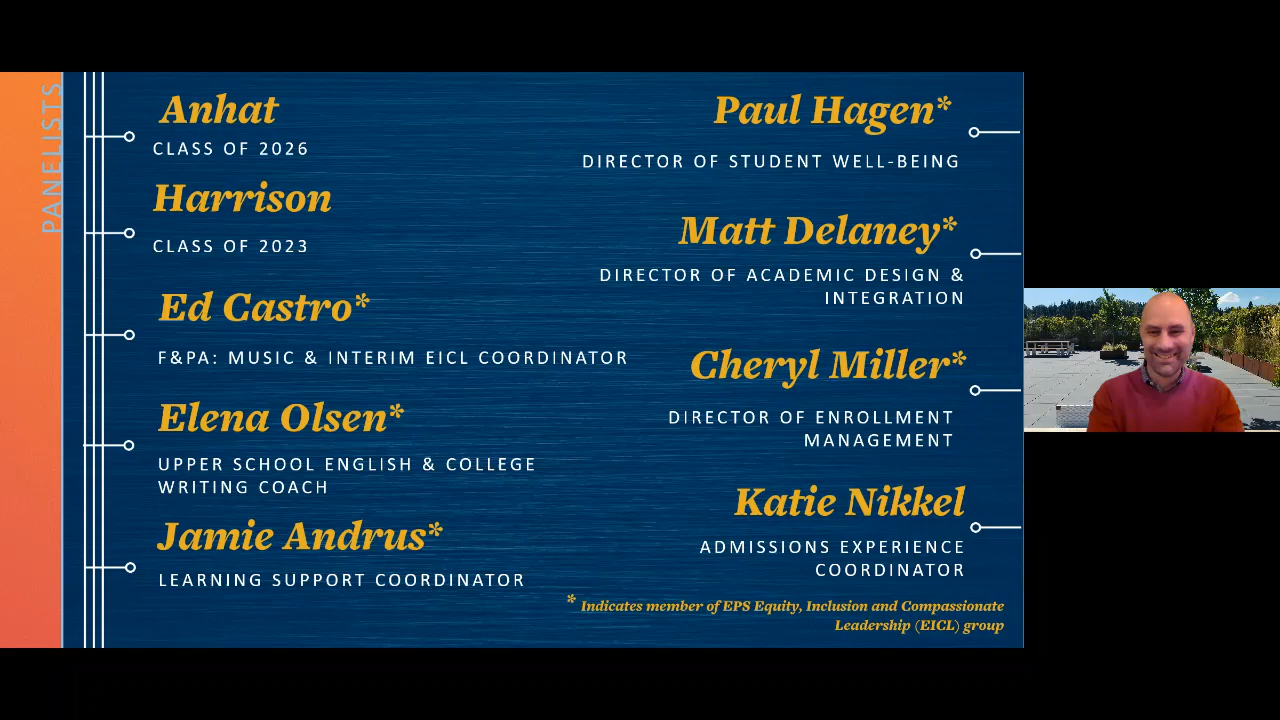 PANELISTS
Anhat
CLASS OF 2026
Harrison
CLASS OF 2023
Ed Castro*
F&PA: MUSIC & INTERIM EICL COORDINATOR
Elena Olsen*
UPPER SCHOOL ENGLISH & COLLEGE
WRITING COACH
Jamie Andrus*
LEARNING SUPPORT COORDINATOR
Paul Hagen*
DIRECTOR OF STUDENT WELL-BEING
Matt Delaney*
DIRECTOR OF ACADEMIC DESIGN &
INTEGRATION
Cheryl Miller*
DIRECTOR OF ENROLLMENT
MANAGEMENT
Katie Nikkel
ADMISSIONS EXPERIENCE
COORDINATOR
* Indicates member of EPS Equity, Inclusion and Compassionate
Leadership (EICL) group